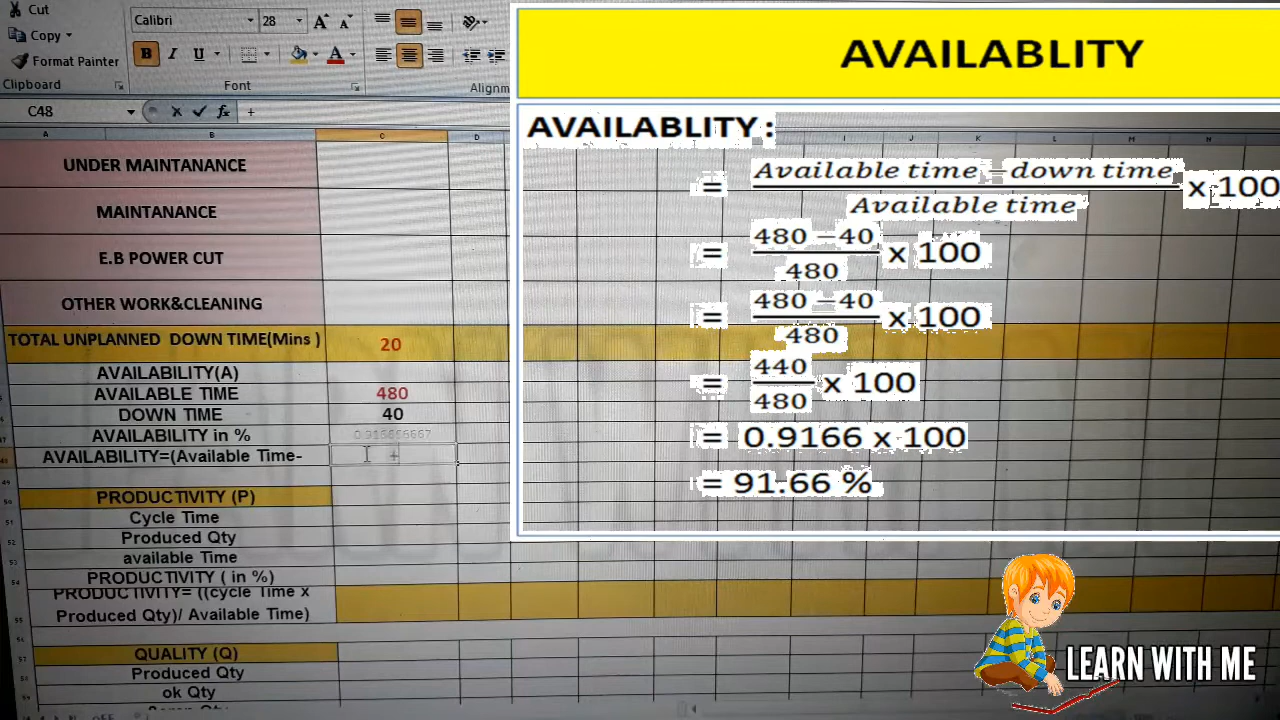 Cut
Copy
Format Painter
Clipboard
Calibri
28
B I U
A
Font
Alignm
C48
fx
+
A B C D
I J K L M N
UNDER MAINTANANCE
MAINTANANCE
E.B POWER CUT
OTHER WORK&CLEANING
TOTAL UNPLANNED DOWN TIME(Mins ) 20
AVAILABILITY(A)
AVAILABLE TIME 480
DOWN TIME 40
AVAILABILITY in % 0.916666667
AVAILABILITY=(Available Time- +
PRODUCTIVITY (P)
Cycle Time
Produced Qty
available Time
PRODUCTIVITY ( in %)
PRODUCTIVITY= ((cycle Time x
Produced Qty)/ Available Time)
QUALITY (Q)
Produced Qty
ok Qty
AVAILABLITY
AVAILABLITY :
= Available time −down time
Available time
x 100
= 480 −40
480
x 100
= 480 −40
480
x 100
= 440
480
x 100
= 0.9166 x 100
= 91.66 %
LEARN WITH ME